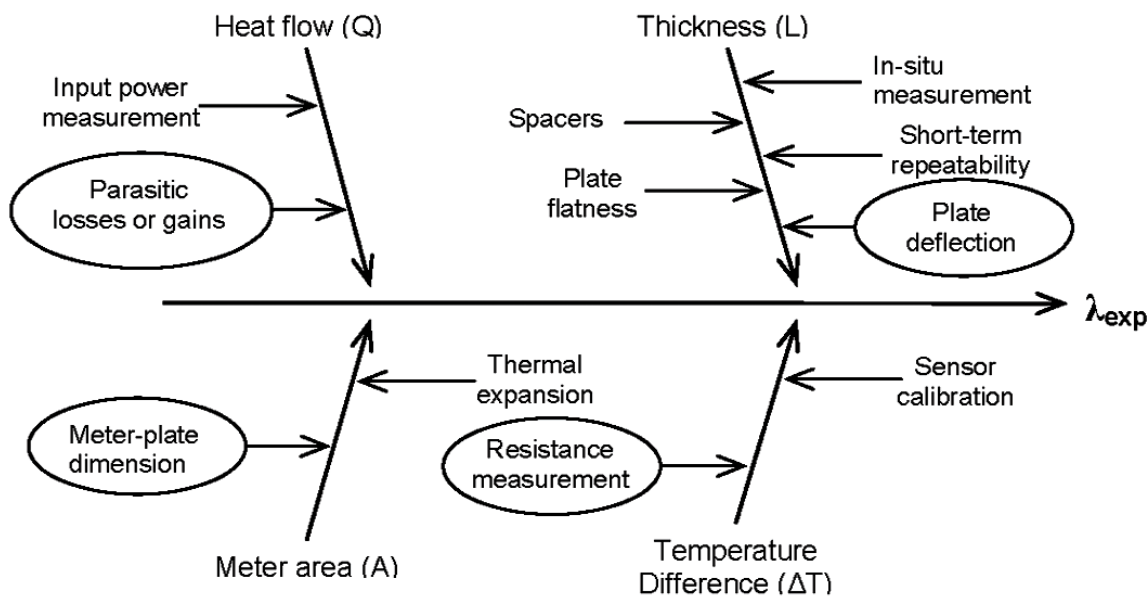 Heat flow (Q)
Thickness (L)
Input power
measurement
In-situ
measurement
Spacers
Short-term
repeatability
Parasitic
losses or gains
Plate
flatness
Plate
deflection
λexp
Thermal
expansion
Sensor
calibration
Meter-plate
dimension
Resistance
measurement
Meter area (A)
Temperature
Difference (ΔT)